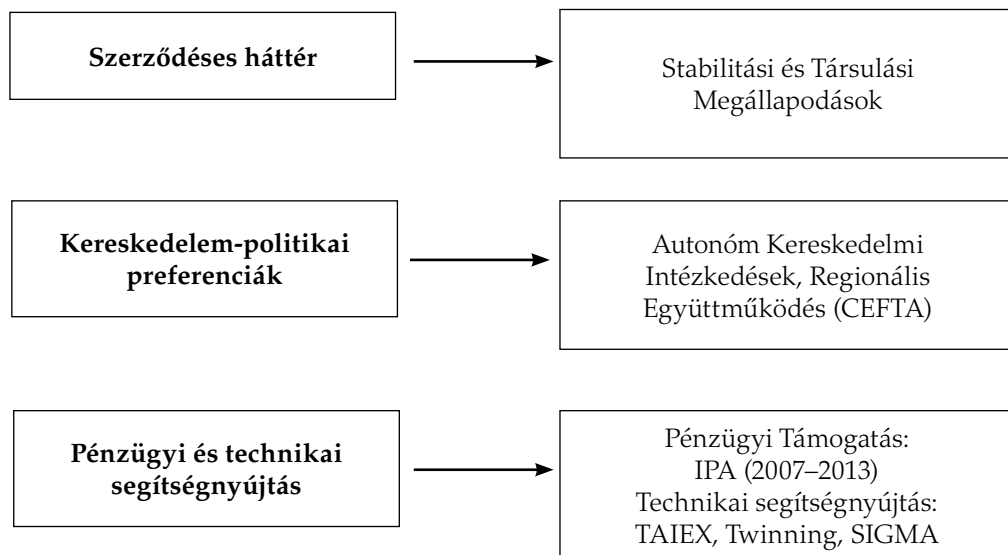 Szerződéses háttér
Stabilitási és Társulási
Megállapodások
Kereskedelem-politikai
preferenciák
Autonóm Kereskedelmi
Intézkedések, Regionális
Együttműködés (CEFTA)
Pénzügyi és technikai
segítségnyújtás
Pénzügyi Támogatás:
IPA (2007–2013)
Technikai segítségnyújtás:
TAIEX, Twinning, SIGMA